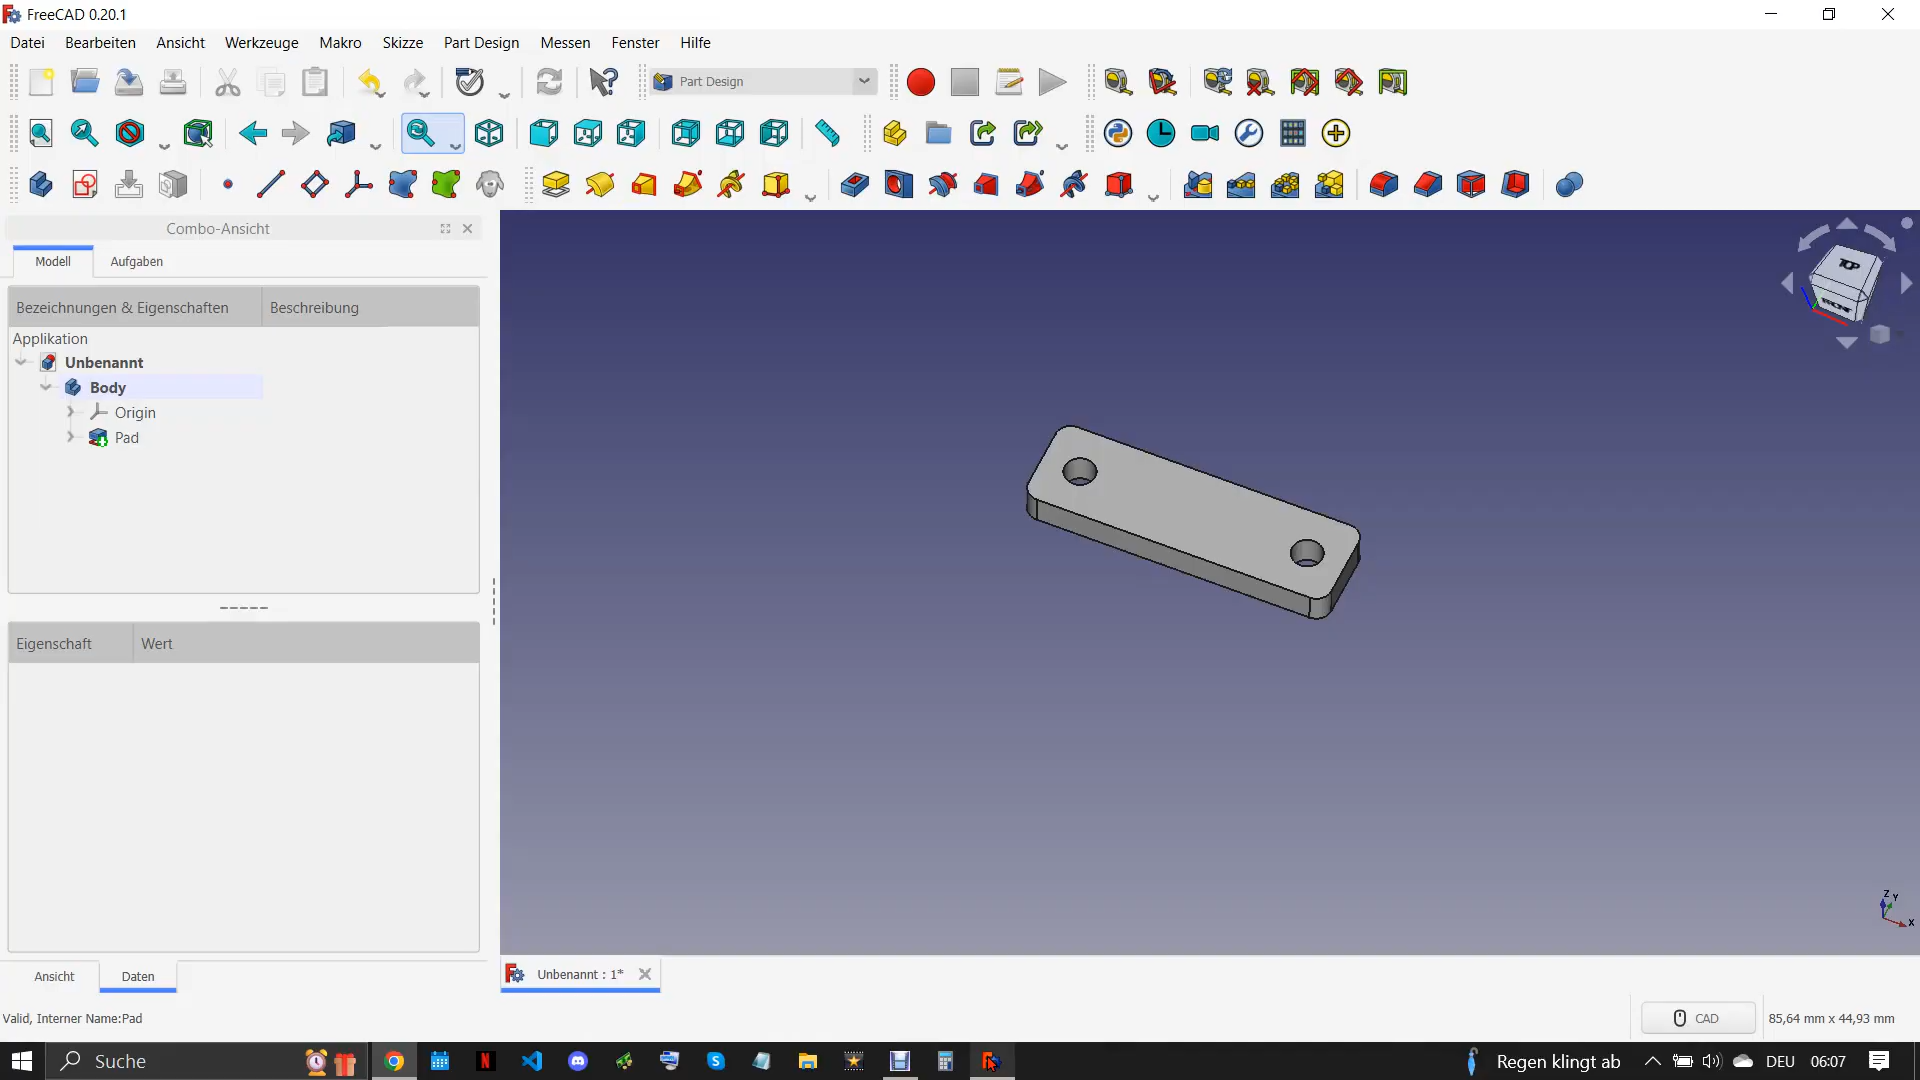 FreeCAD 0.20.1
Datei Bearbeiten Ansicht Werkzeuge Makro Skizze Part Design Messen Fenster Hilfe
Part Design
Combo-Ansicht
Modell Aufgaben
Bezeichnungen & Eigenschaften Beschreibung
Applikation
Unbenannt
Body
Origin
Pad
TOP
FRONT
Eigenschaft Wert
Z Y
X
Ansicht Daten
Unbenannt : 1*
Valid, Interner Name:Pad
CAD 85,64 mm x 44,93 mm
Suche Regen klingt ab DEU 06:07